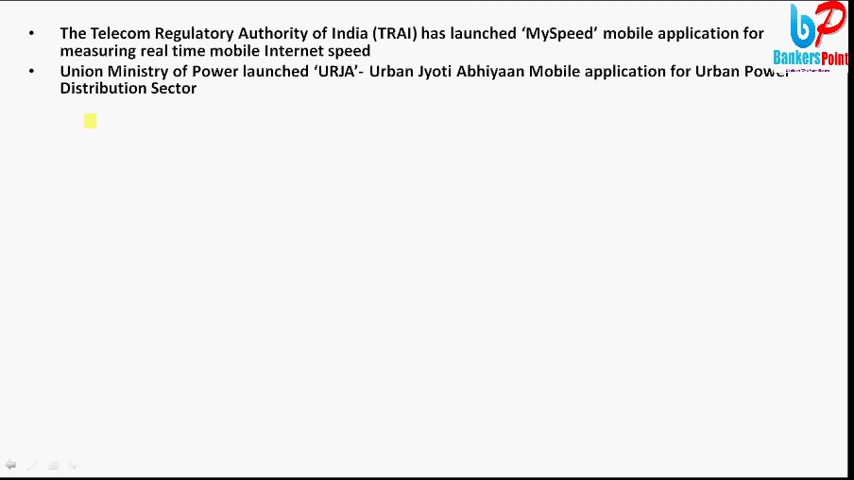 • The Telecom Regulatory Authority of India (TRAI) has launched ‘MySpeed’ mobile application for
measuring real time mobile Internet speed
• Union Ministry of Power launched ‘URJA’- Urban Jyoti Abhiyaan Mobile application for Urban Power
Distribution Sector
bp
BankersPoint